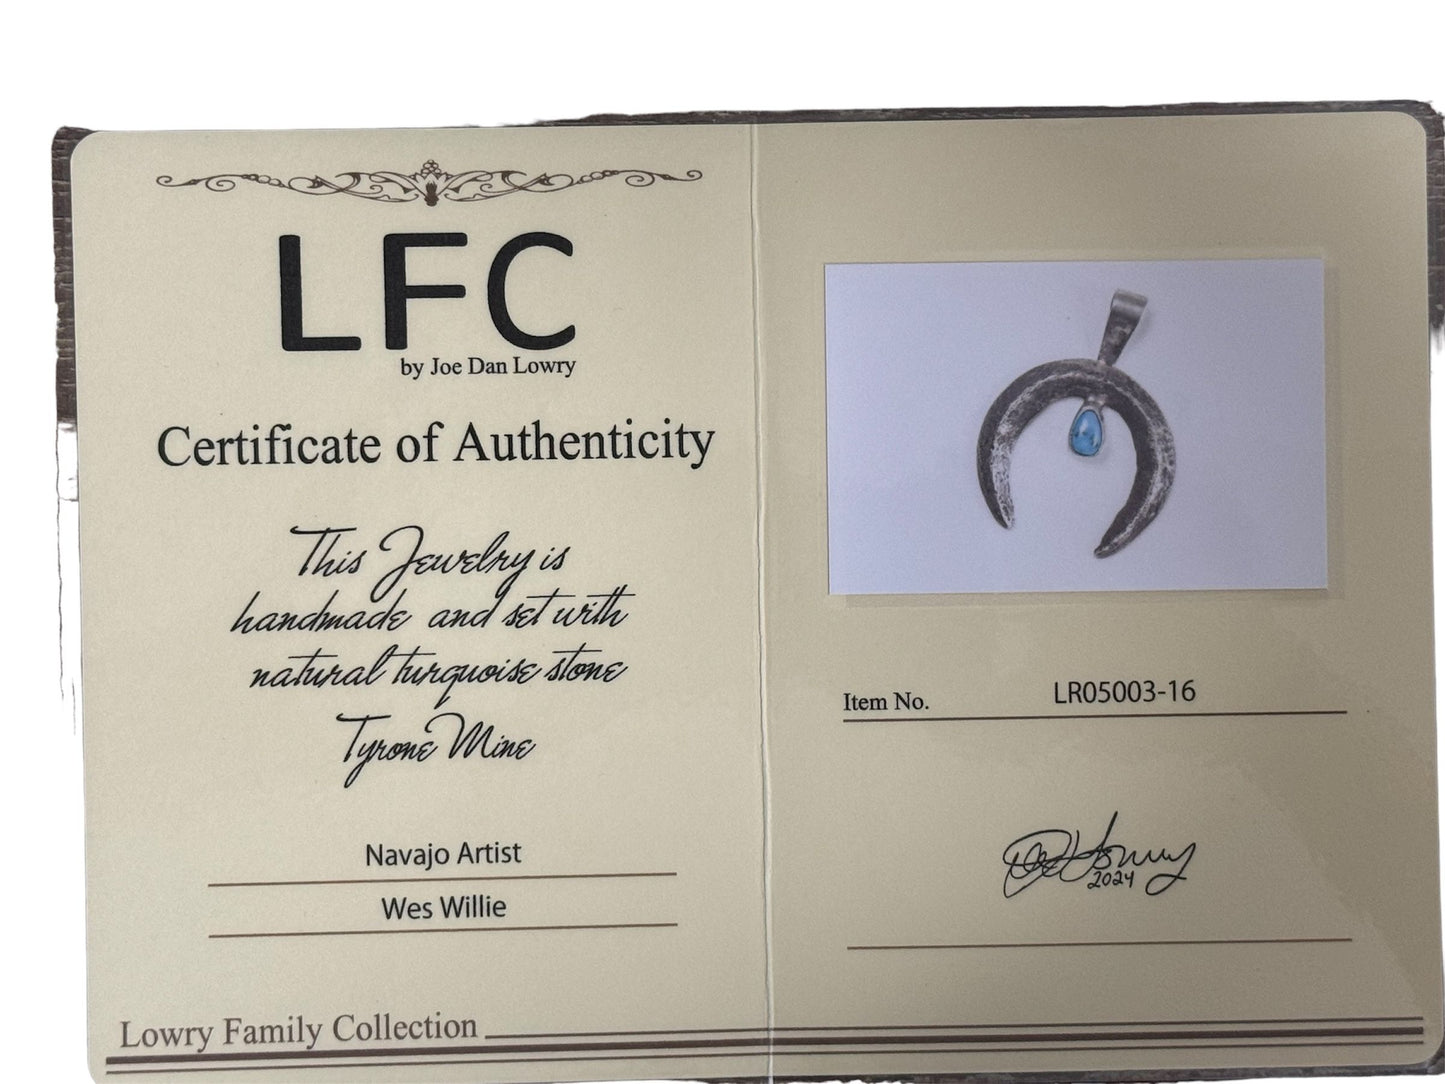 LFC
by Joe Dan Lowry
Certificate of Authenticity
This Jewelry is
handmade and set with
natural turquoise stone
Tyrone Mine
Navajo Artist
Wes Willie
Lowry Family Collection
Item No. LR05003-16
2024